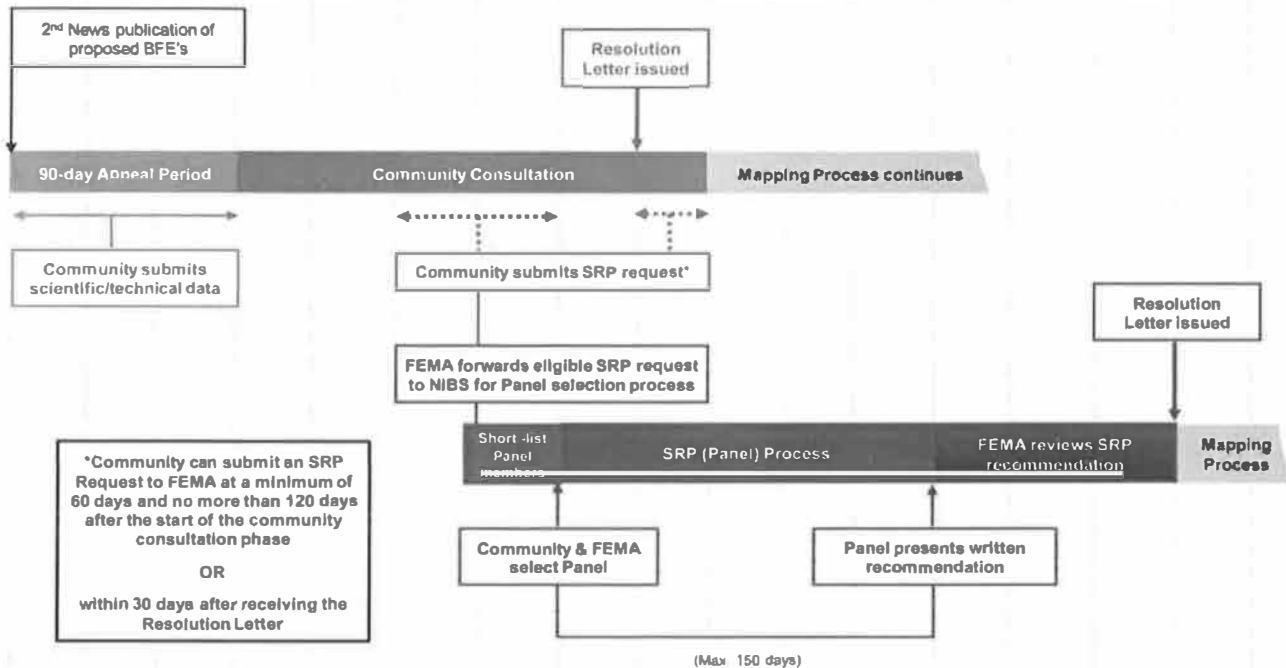 2nd News publication of
proposed BFE's
Resolution
Letter issued
90-day Appeal Period
Community Consultation
Mapping Process continues
Community submits
scientific/technical data
Community submits SRP request*
Resolution
Letter issued
FEMA forwards eligible SRP request
to NIBS for Panel selection process
Short -list
Panel
members
SRP (Panel) Process
FEMA reviews SRP
recommendation
Mapping
Process
*Community can submit an SRP
Request to FEMA at a minimum of
60 days and no more than 120 days
after the start of the community
consultation phase
OR
within 30 days after receiving the
Resolution Letter
Community & FEMA
select Panel
Panel presents written
recommendation
(Max. 150 days)